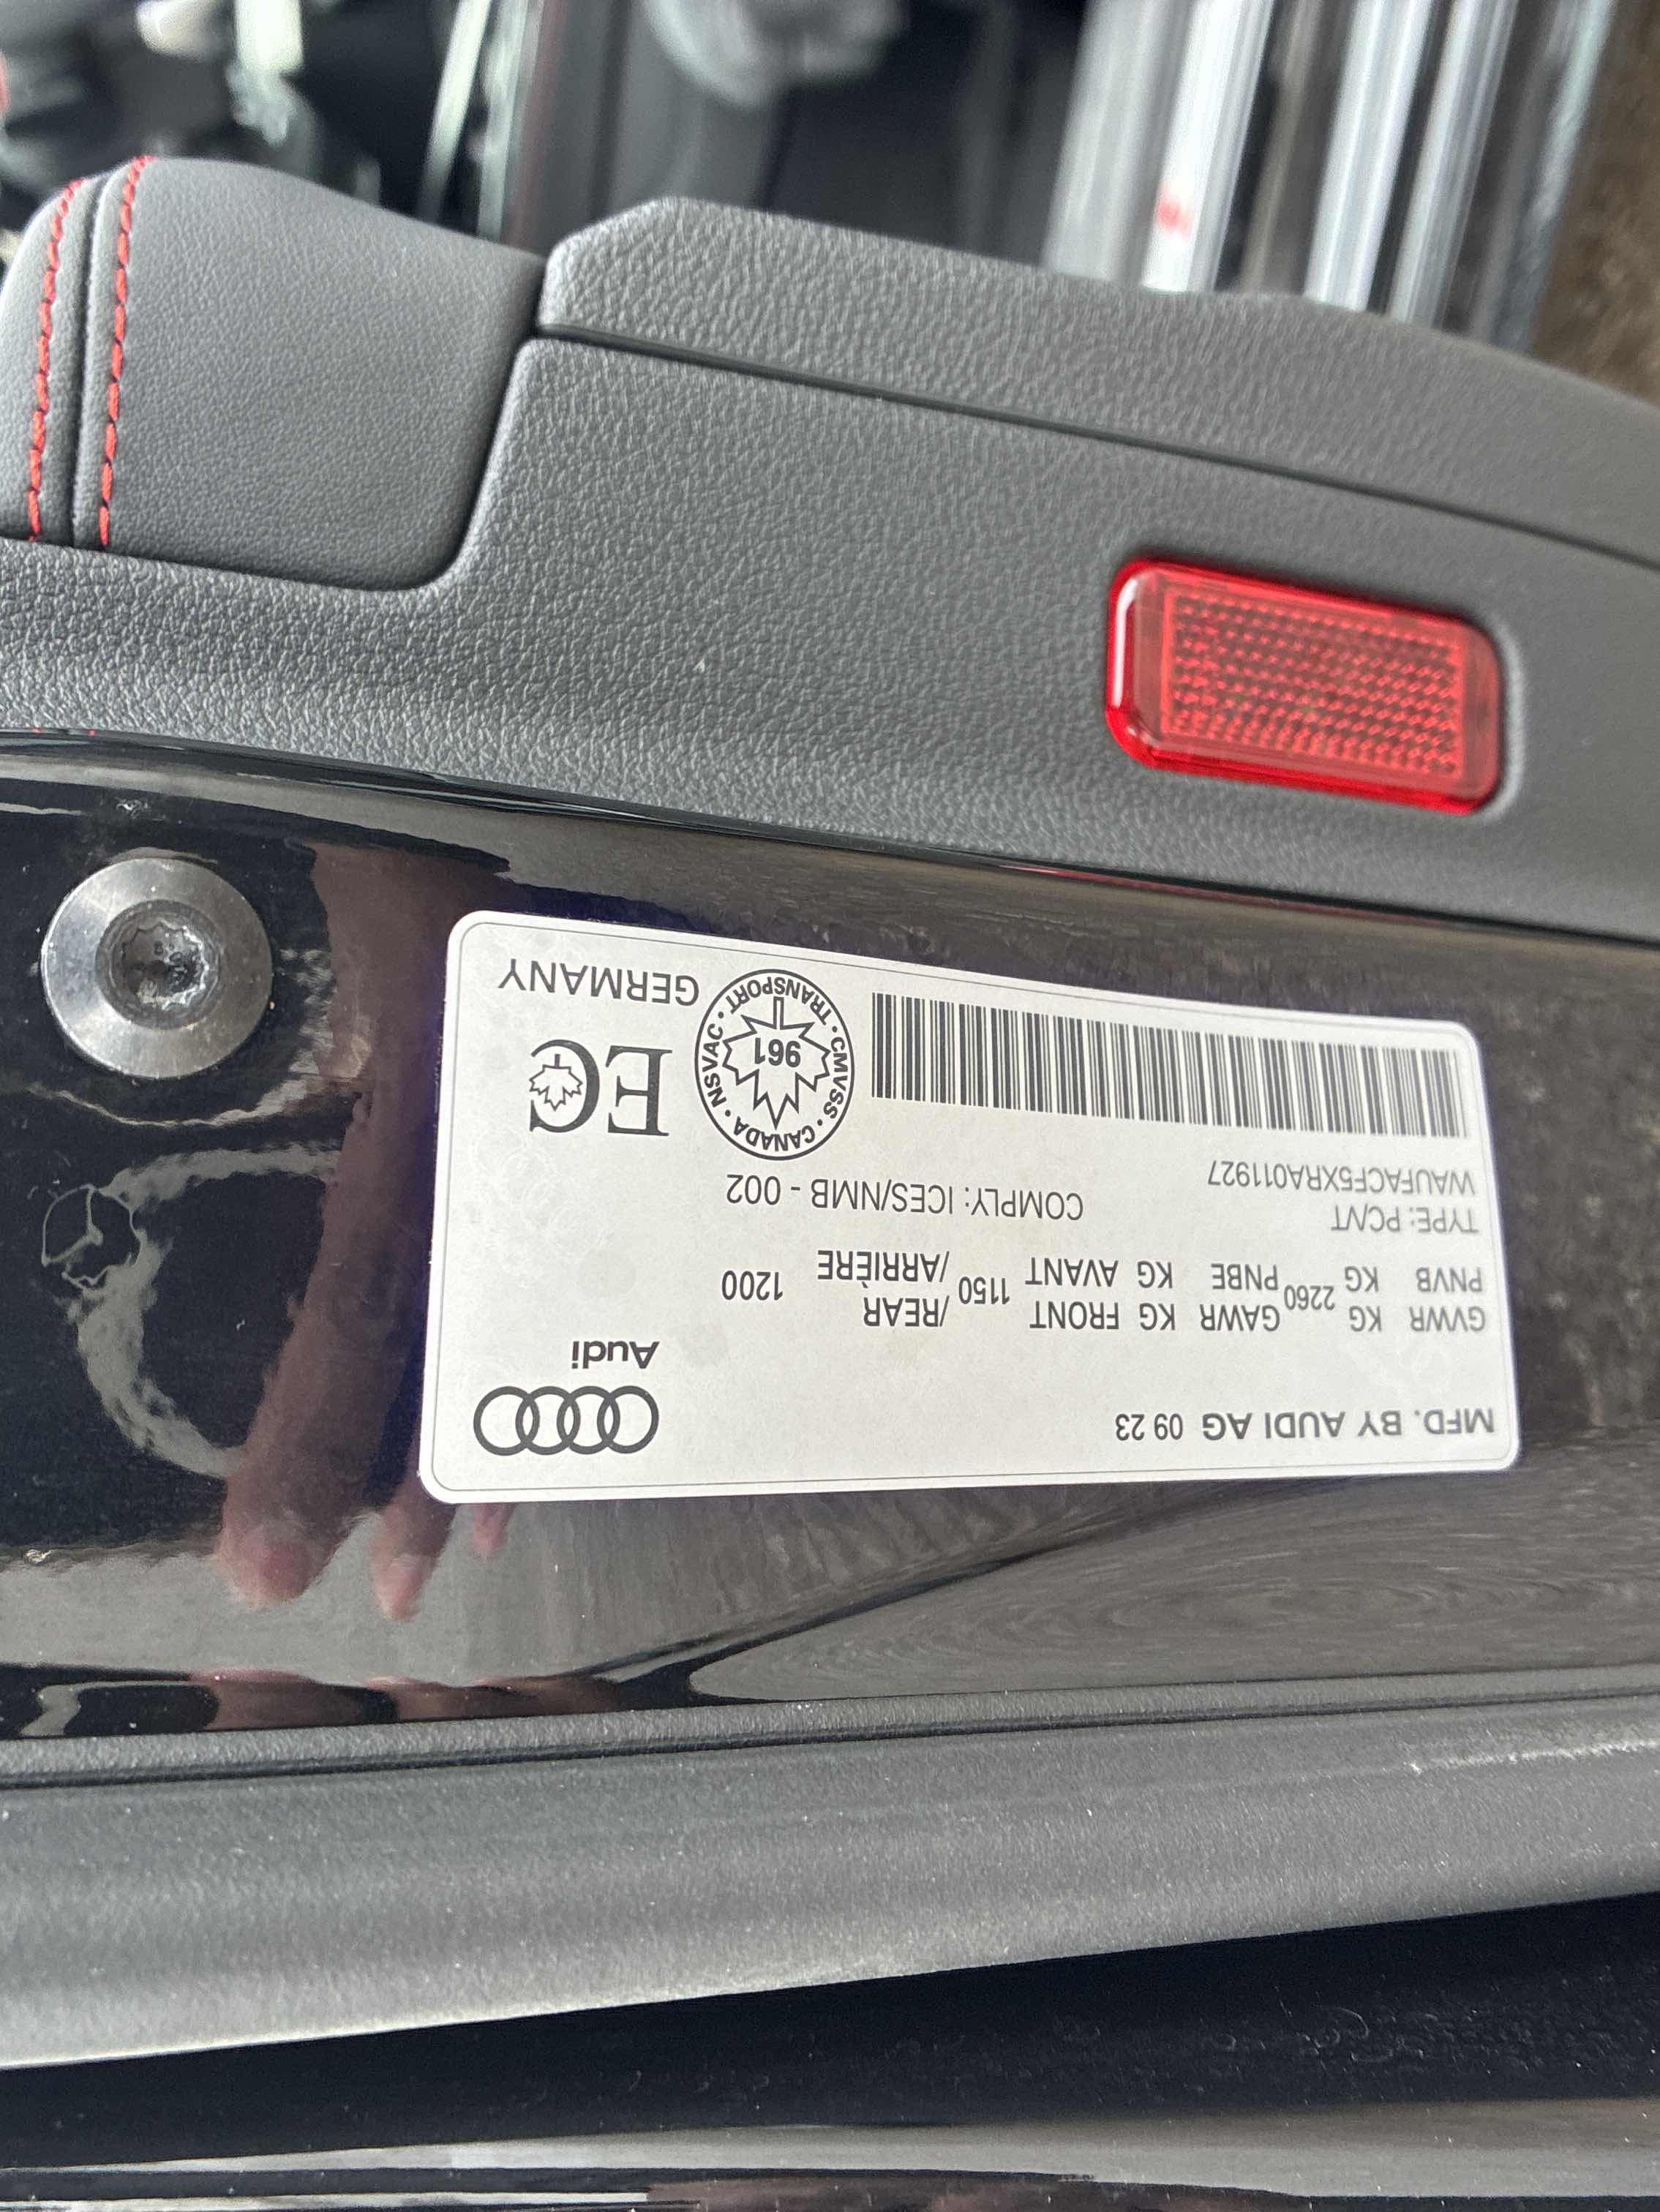 MFD. BY AUDI AG 09 23
Audi
GVWR KG 2260 GAWR KG FRONT 1150 /REAR 1200
PNVB KG PNBE KG AVANT /ARRIÈRE
TYPE: PC/VT
COMPLY: ICES/NMB - 002
WAUFACF5XRA011927
CANADA · CMVSS · TRANSPORT · NSVAC ·
961
EC
GERMANY